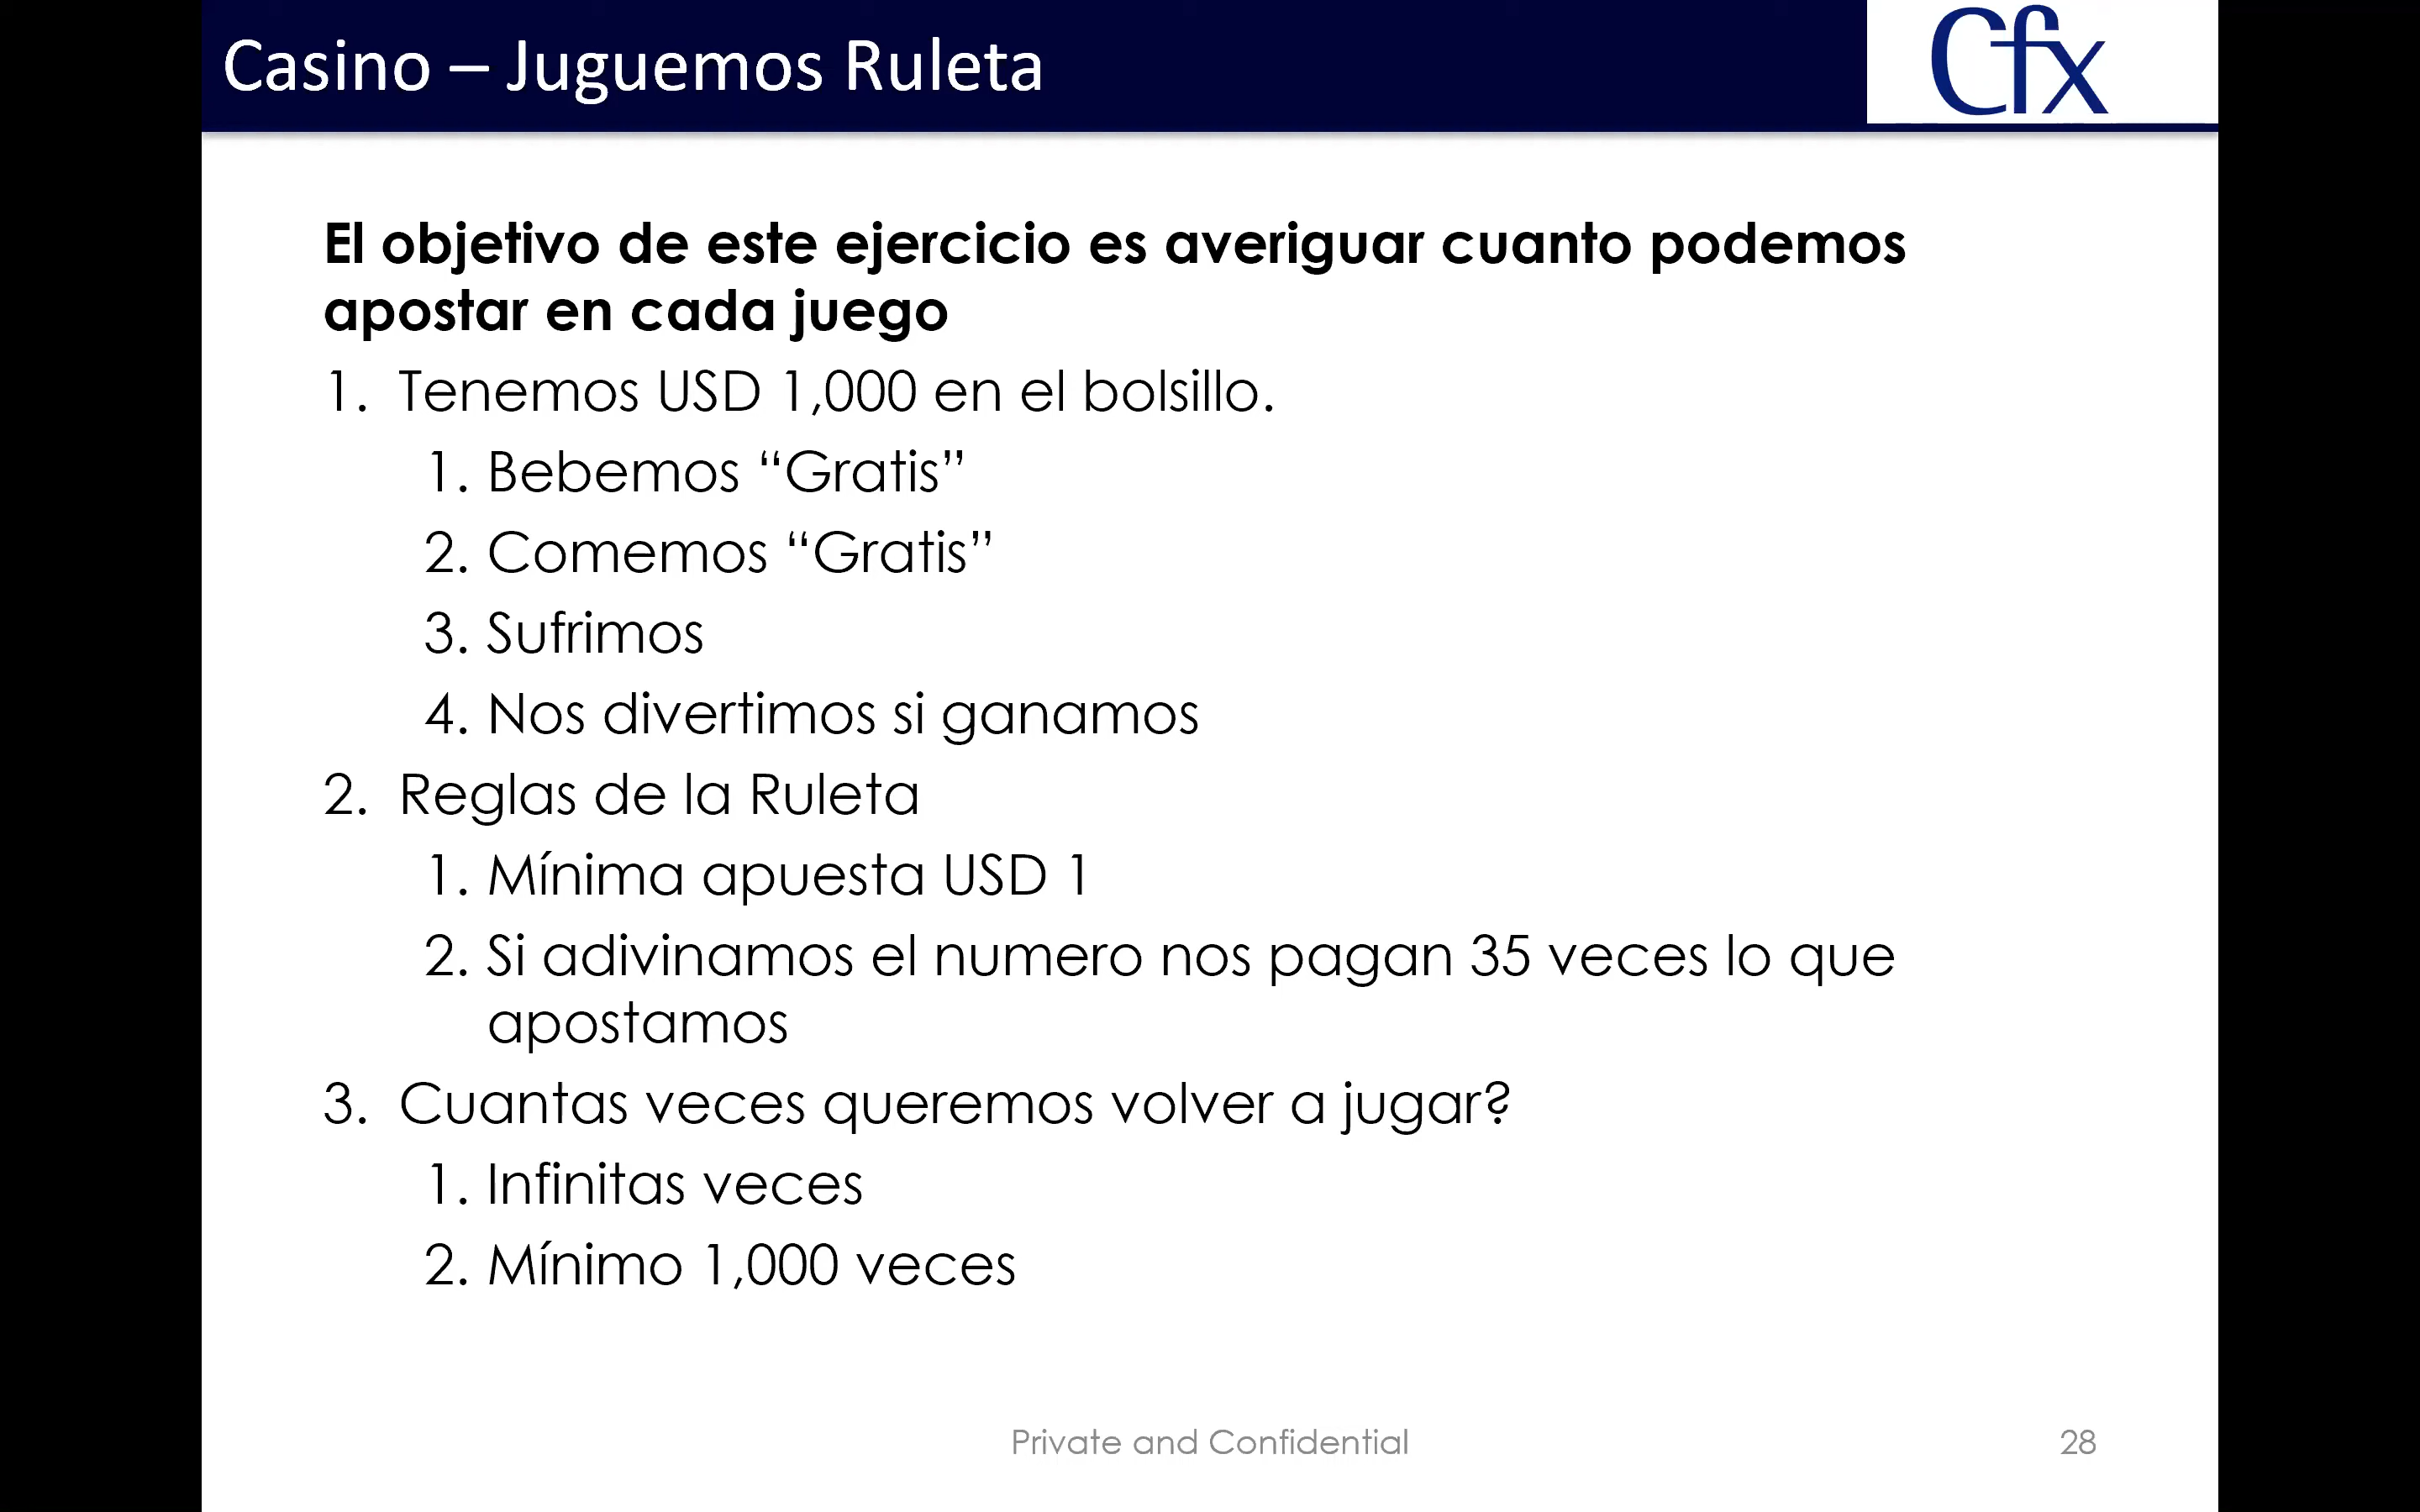 Casino – Juguemos Ruleta
Cfx
El objetivo de este ejercicio es averiguar cuanto podemos
apostar en cada juego
1. Tenemos USD 1,000 en el bolsillo.
1. Bebemos “Gratis”
2. Comemos “Gratis”
3. Sufrimos
4. Nos divertimos si ganamos
2. Reglas de la Ruleta
1. Mínima apuesta USD 1
2. Si adivinamos el numero nos pagan 35 veces lo que
apostamos
3. Cuantas veces queremos volver a jugar?
1. Infinitas veces
2. Mínimo 1,000 veces
Private and Confidential
28